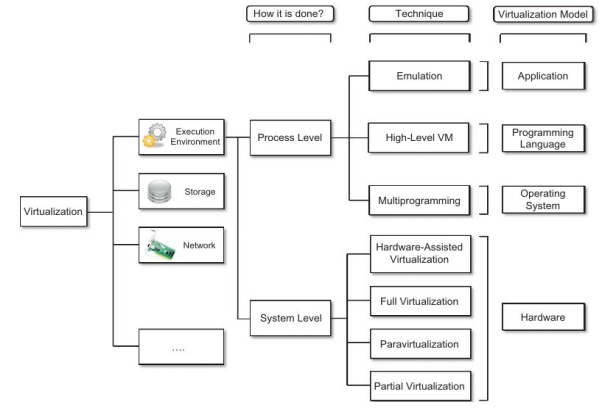 How it is done?
Technique
Virtualization Model
Emulation
Application
Execution
Environment
Process Level
High-Level VM
Programming
Language
Storage
Multiprogramming
Operating
System
Virtualization
Network
Hardware-Assisted
Virtualization
Full Virtualization
System Level
Hardware
Paravirtualization
....
Partial Virtualization